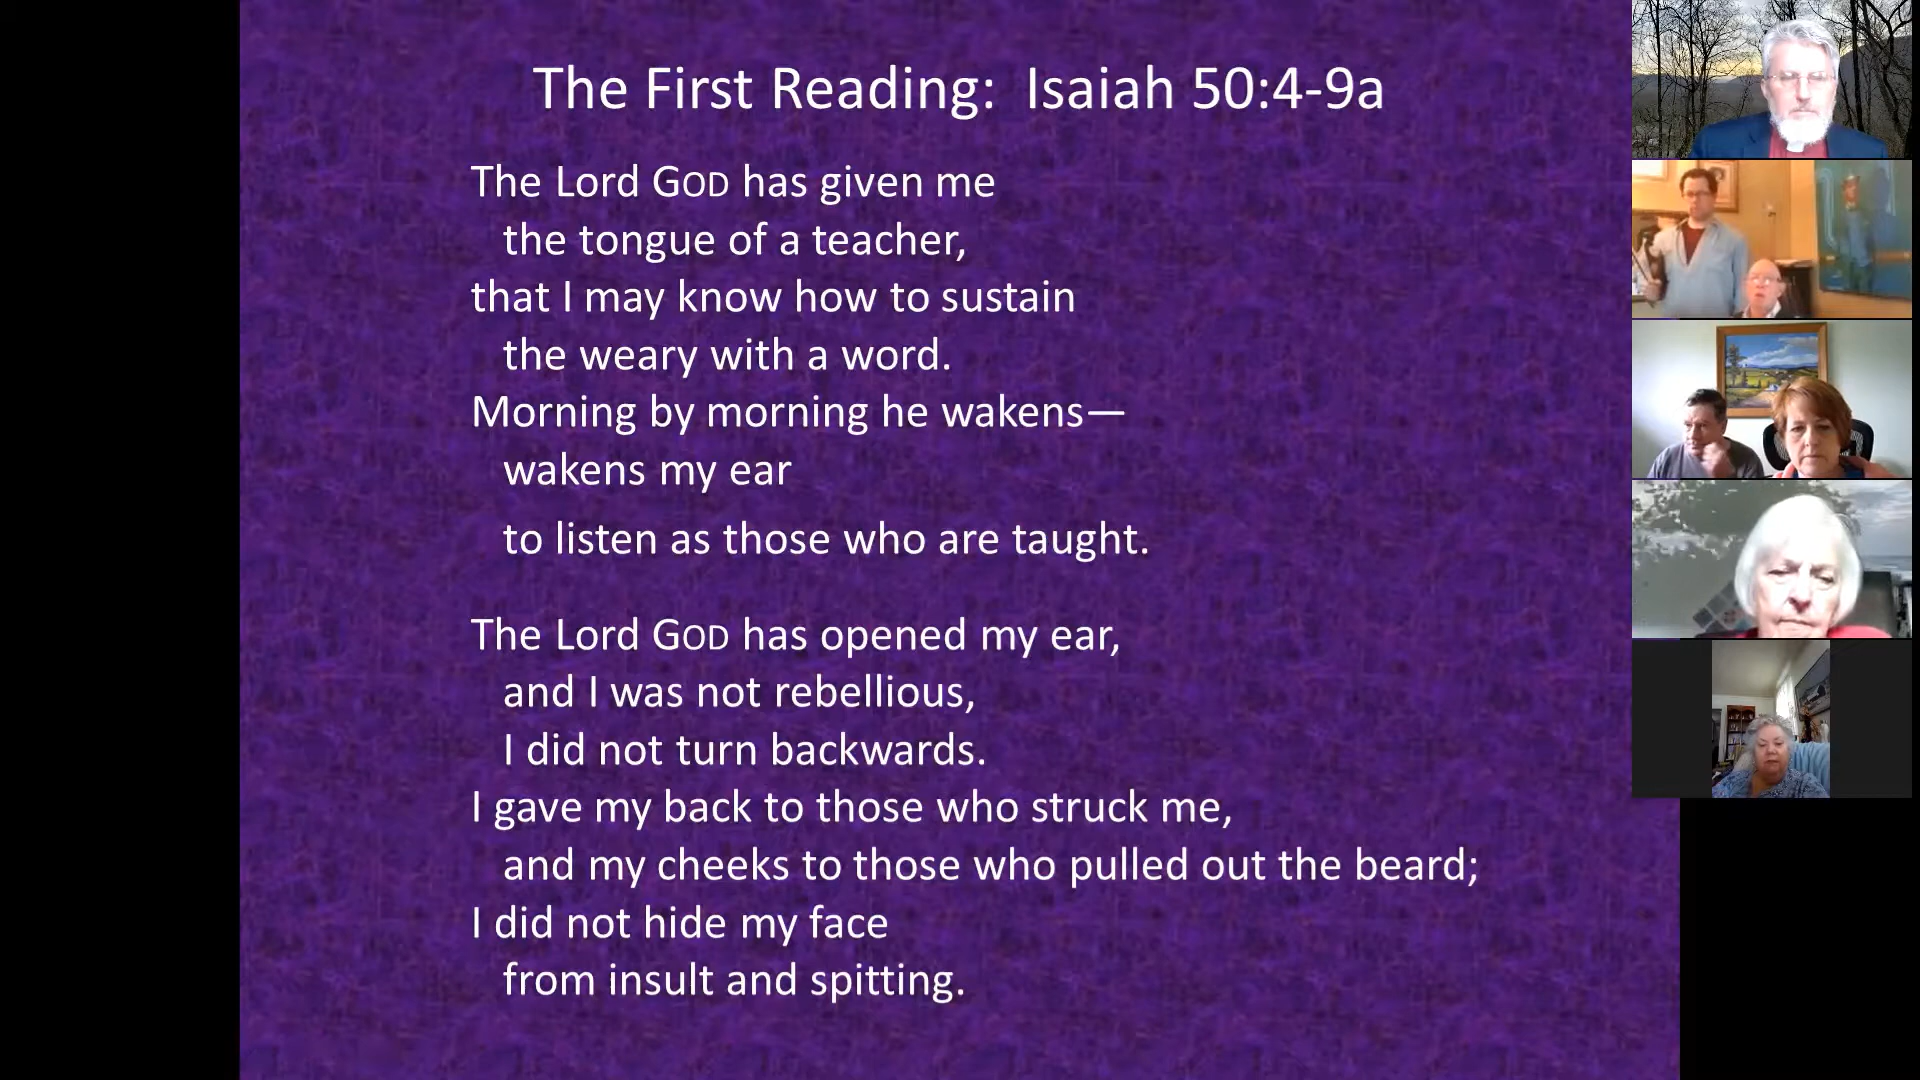 The First Reading:  Isaiah 50:4-9a
The Lord GOD has given me
the tongue of a teacher,
that I may know how to sustain
the weary with a word.
Morning by morning he wakens—
wakens my ear
to listen as those who are taught.
The Lord GOD has opened my ear,
and I was not rebellious,
I did not turn backwards.
I gave my back to those who struck me,
and my cheeks to those who pulled out the beard;
I did not hide my face
from insult and spitting.